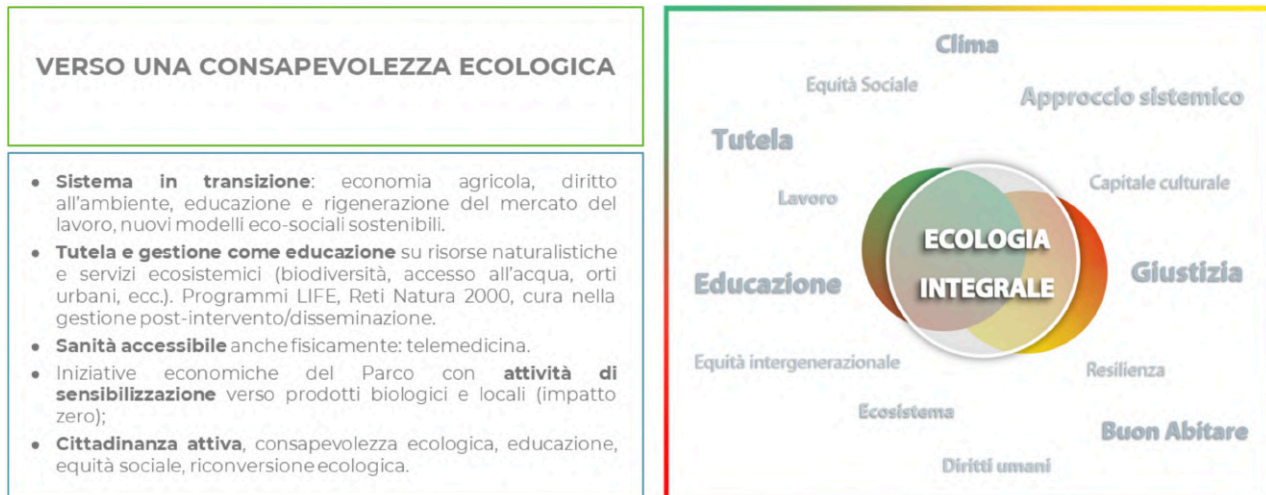 VERSO UNA CONSAPEVOLEZZA ECOLOGICA
● Sistema in transizione: economia agricola, diritto
all'ambiente, educazione e rigenerazione del mercato del
lavoro, nuovi modelli eco-sociali sostenibili.
● Tutela e gestione come educazione su risorse naturalistiche
e servizi ecosistemici (biodiversità, accesso all'acqua, orti
urbani, ecc.). Programmi LIFE, Reti Natura 2000, cura nella
gestione post-intervento/disseminazione.
● Sanità accessibile anche fisicamente: telemedicina.
● Iniziative economiche del Parco con attività di
sensibilizzazione verso prodotti biologici e locali (impatto
zero);
● Cittadinanza attiva, consapevolezza ecologica, educazione,
equità sociale, riconversione ecologica.
Clima
Equità Sociale
Approccio sistemico
Tutela
Lavoro
Capitale culturale
ECOLOGIA
INTEGRALE
Educazione
Giustizia
Equità intergenerazionale
Resilienza
Ecosistema
Buon Abitare
Diritti umani